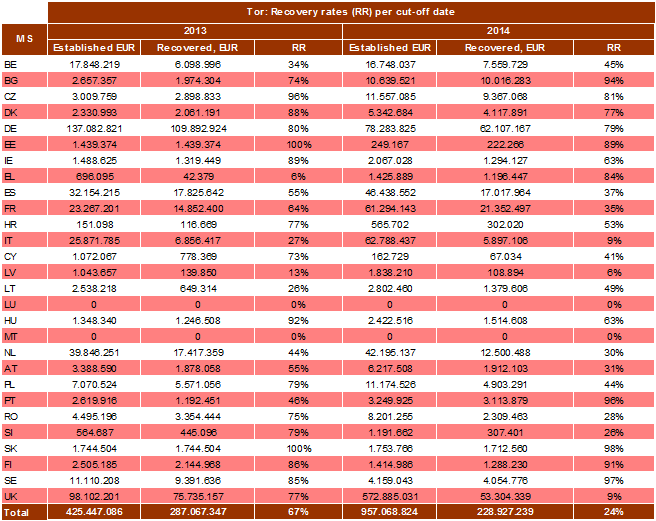 Tor: Recovery rates (RR) per cut-off date
MS 2013 2014
Established EUR Recovered, EUR RR Established EUR Recovered, EUR RR
BE 17.848.219 6.098.996 34% 16.748.037 7.559.729 45%
BG 2.657.357 1.974.304 74% 10.639.521 10.016.283 94%
CZ 3.009.759 2.898.833 96% 11.557.085 9.367.068 81%
DK 2.330.993 2.061.191 88% 5.342.684 4.117.891 77%
DE 137.082.821 109.892.924 80% 78.283.825 62.107.167 79%
EE 1.439.374 1.439.374 100% 249.167 222.266 89%
IE 1.488.625 1.319.449 89% 2.067.028 1.294.127 63%
EL 696.095 42.379 6% 1.425.889 1.196.447 84%
ES 32.154.215 17.825.642 55% 46.438.552 17.017.964 37%
FR 23.267.201 14.852.400 64% 61.294.143 21.352.497 35%
HR 151.098 116.669 77% 565.702 302.020 53%
IT 25.871.785 6.856.417 27% 62.788.437 5.897.106 9%
CY 1.072.067 778.369 73% 162.729 67.034 41%
LV 1.043.657 139.850 13% 1.838.210 108.894 6%
LT 2.538.218 649.314 26% 2.802.460 1.379.606 49%
LU 0 0 0% 0 0 0%
HU 1.348.340 1.246.508 92% 2.422.516 1.514.608 63%
MT 0 0 0% 0 0 0%
NL 39.846.251 17.417.359 44% 42.195.137 12.500.488 30%
AT 3.388.590 1.878.058 55% 6.217.508 1.912.103 31%
PL 7.070.524 5.571.056 79% 11.174.526 4.903.291 44%
PT 2.619.916 1.192.451 46% 3.249.925 3.113.879 96%
RO 4.495.196 3.354.444 75% 8.201.255 2.309.463 28%
SI 564.687 445.096 79% 1.191.662 307.401 26%
SK 1.744.504 1.744.504 100% 1.753.766 1.712.560 98%
FI 2.505.185 2.144.968 86% 1.414.986 1.288.230 91%
SE 11.110.208 9.391.636 85% 4.159.043 4.054.776 97%
UK 98.102.201 75.735.157 77% 572.885.031 53.304.339 9%
Total 425.447.086 287.067.347 67% 957.068.824 228.927.239 24%